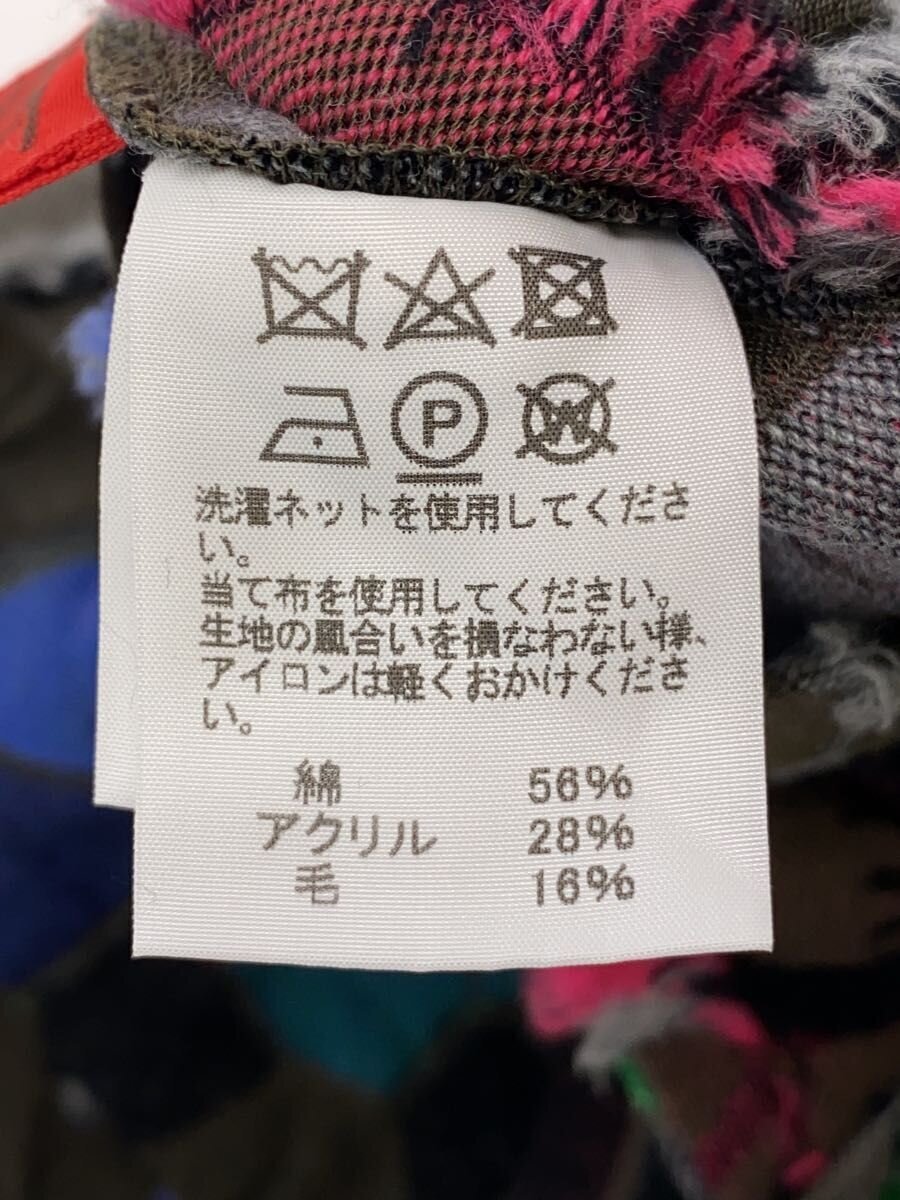 P W
洗濯ネットを使用してくださ
い。
当て布を使用してください。
生地の風合いを損なわない様、
アイロンは軽くおかけくださ
い。
綿 56%
アクリル 28%
毛 16%